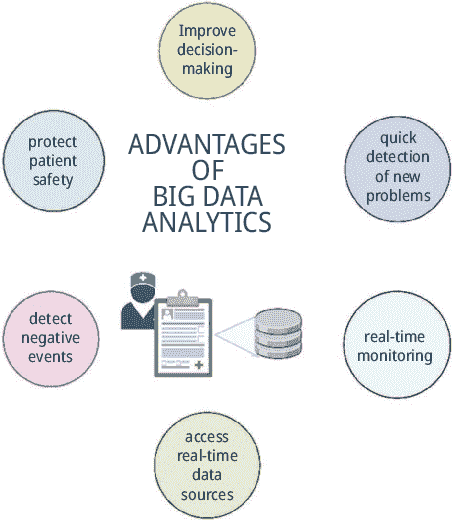 Improve
decision-
making
protect
patient
safety
ADVANTAGES
OF
BIG DATA
ANALYTICS
quick
detection
of new
problems
detect
negative
events
real-time
monitoring
access
real-time
data
sources